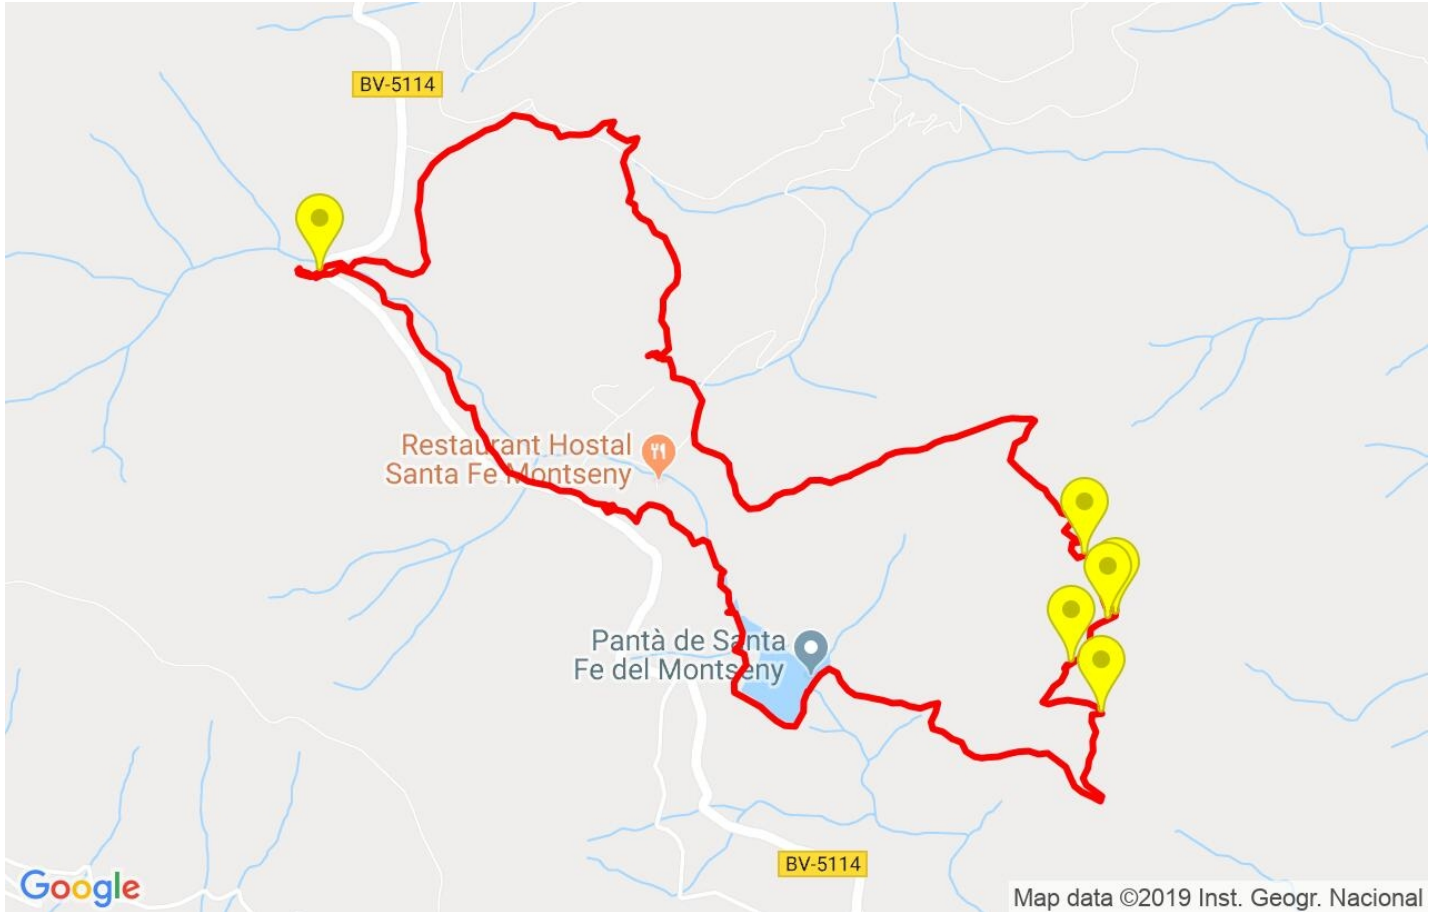 BV-5114
Restaurant Hostal
Santa Fe Montseny
Pantà de Santa
Fe del Montseny
BV-5114
Google
Map data ©2019 Inst. Geogr. Nacional